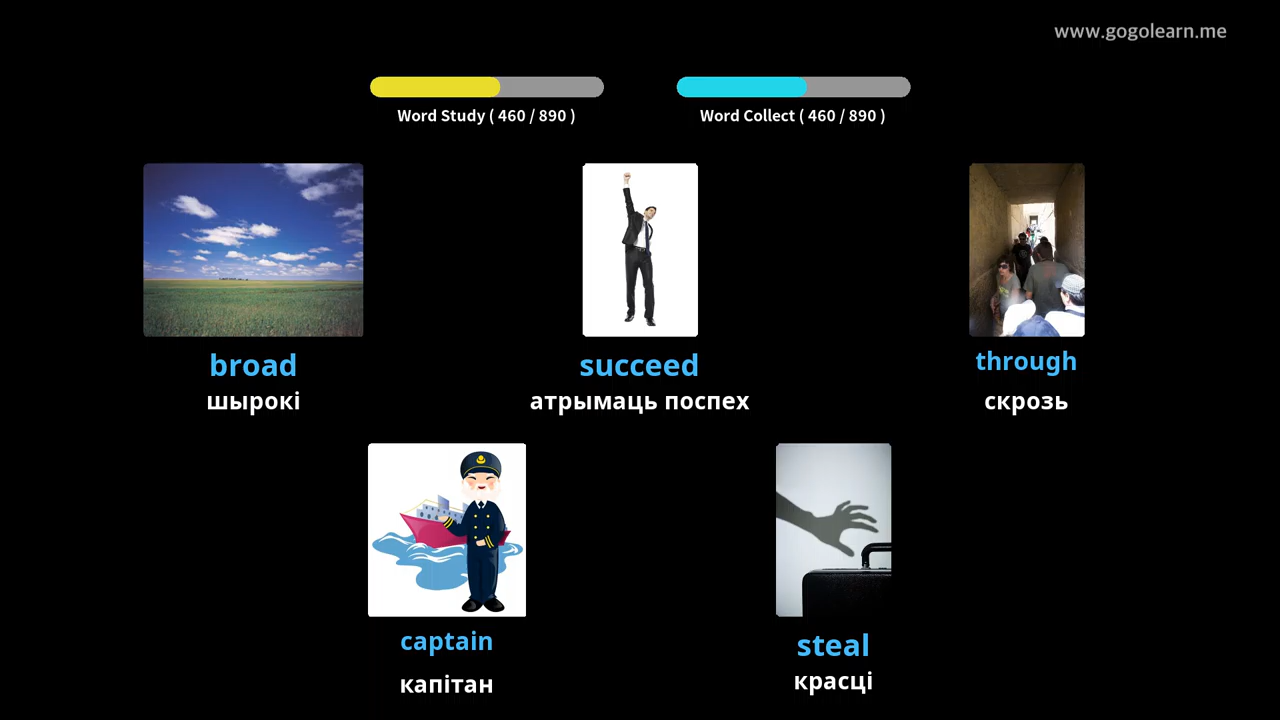 www.gogolearn.me
Word Study ( 460 / 890 )
Word Collect ( 460 / 890 )
broad
шырокі
succeed
атрымаць поспех
through
скрозь
captain
капітан
steal
красці